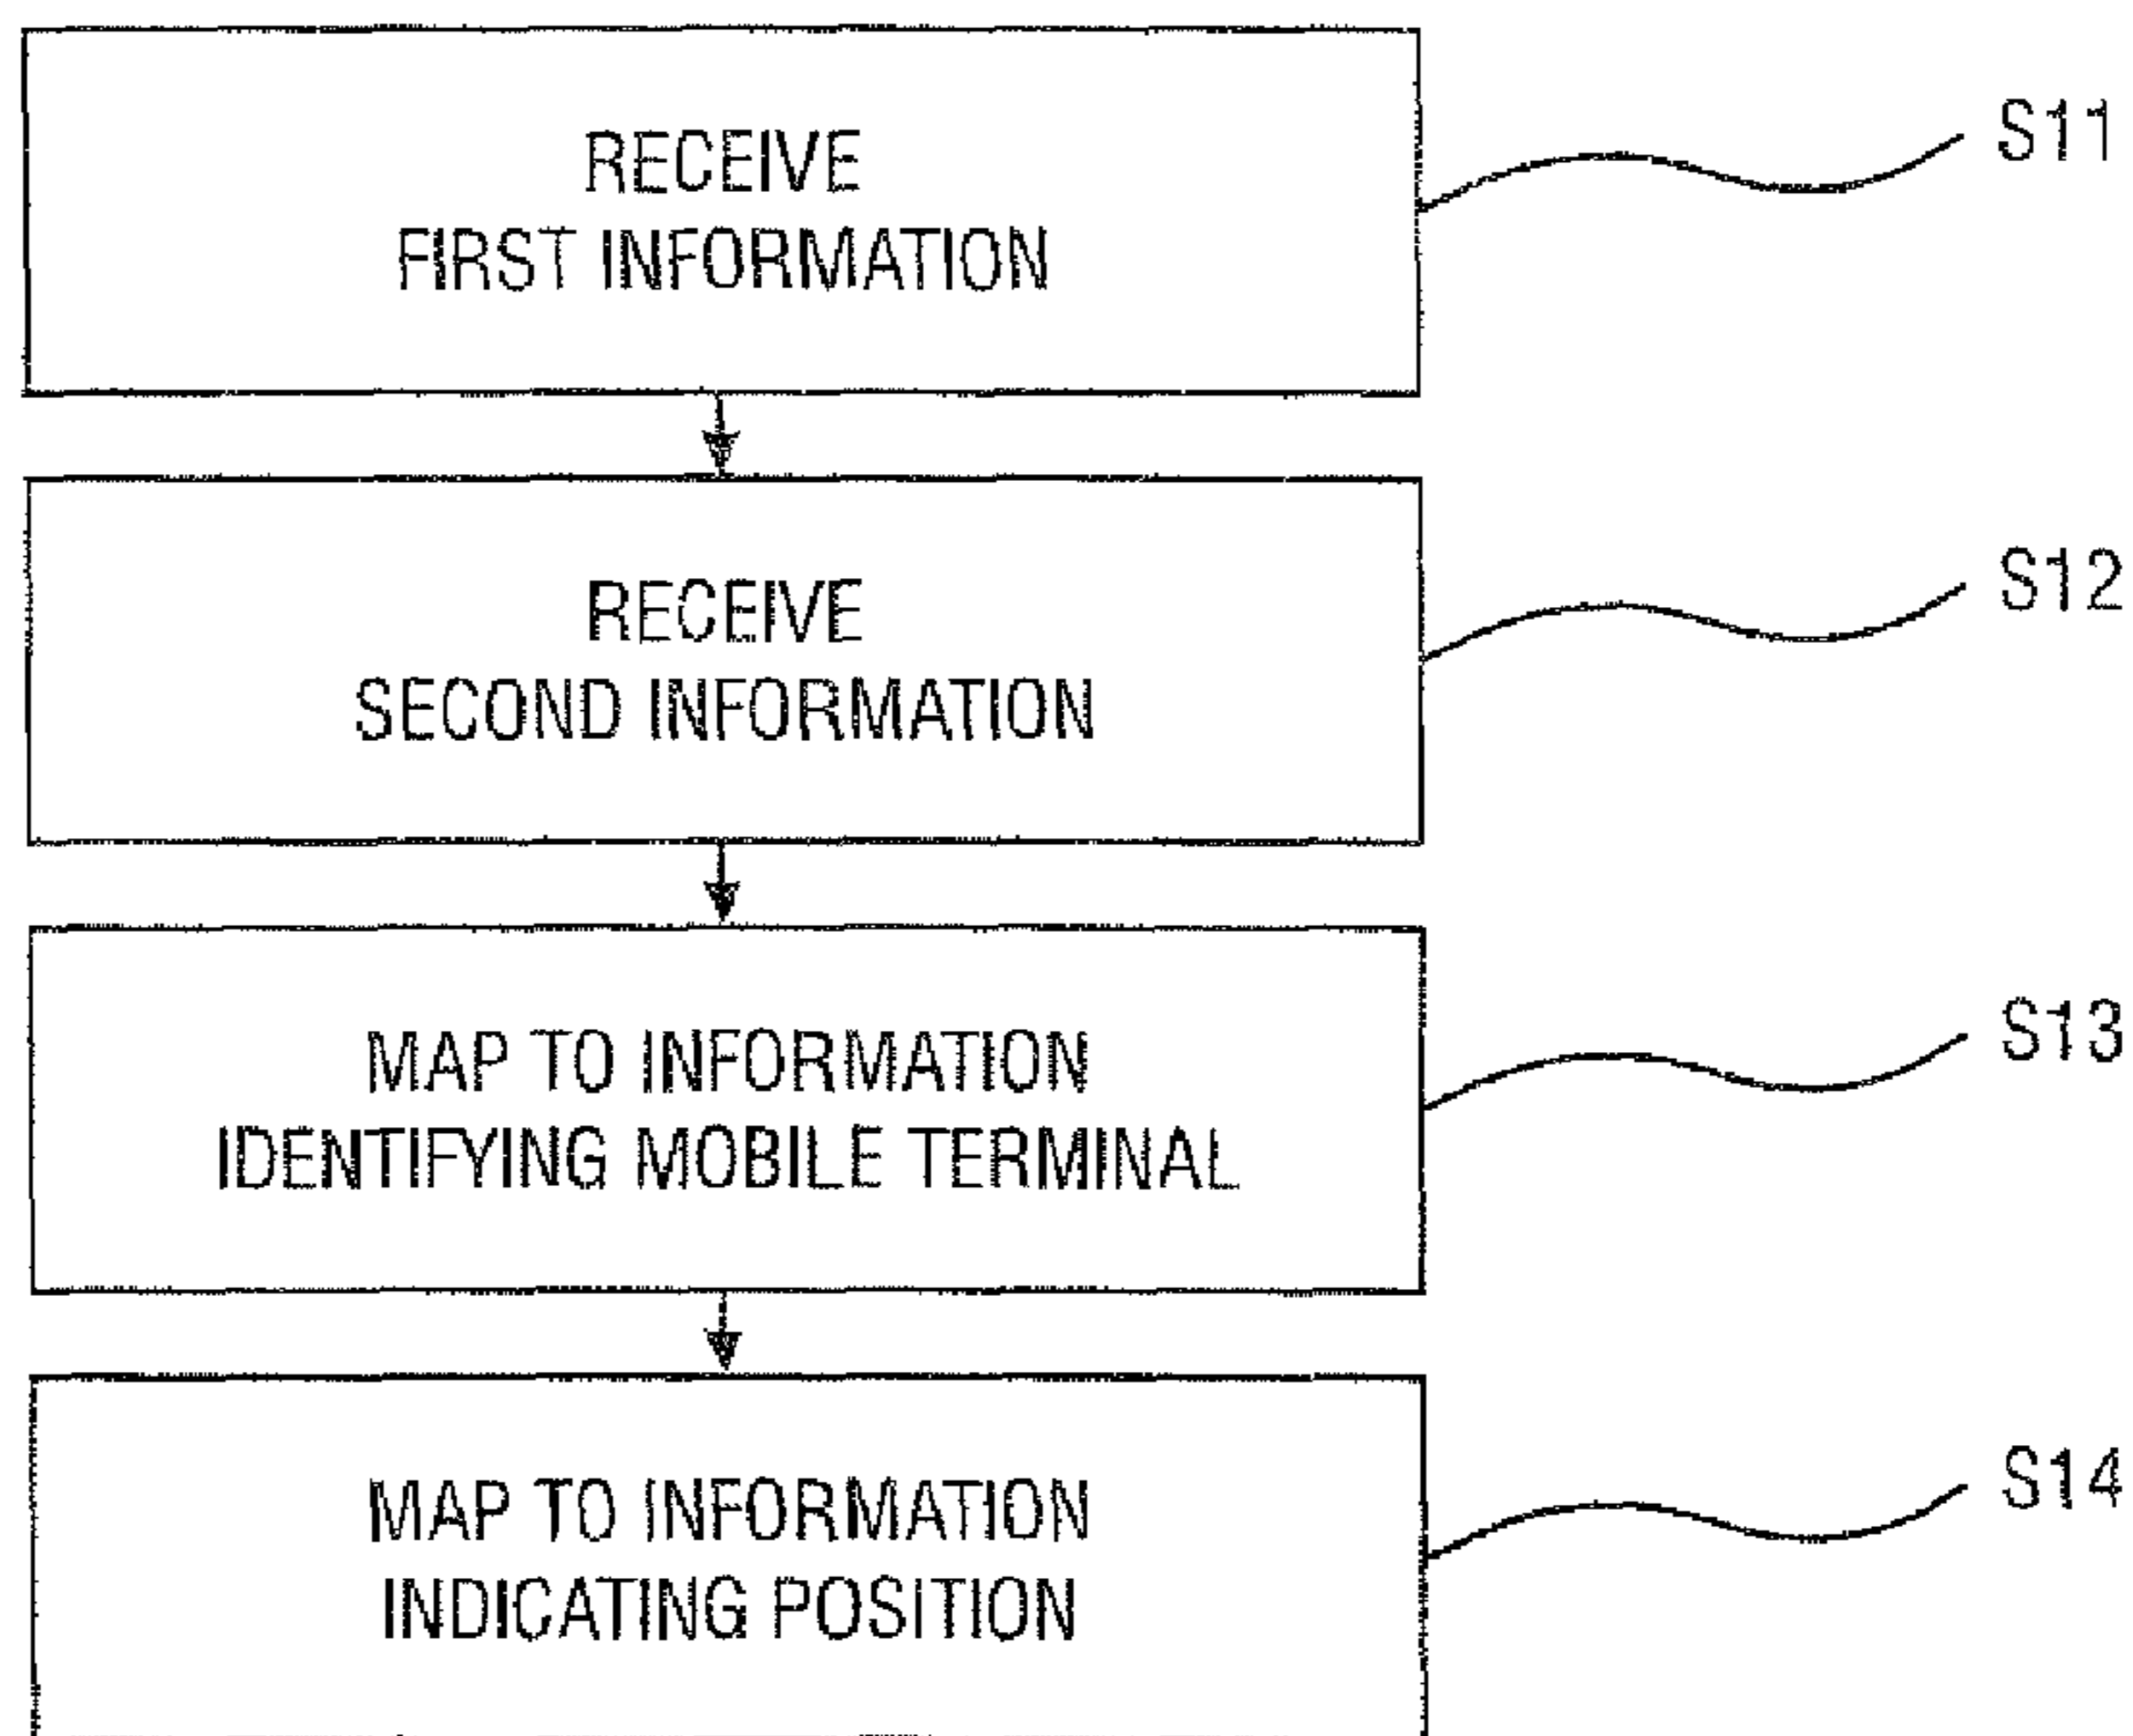 RECEIVE
FIRST INFORMATION
S11
RECEIVE
SECOND INFORMATION
S12
MAP TO INFORMATION
IDENTIFYING MOBILE TERMINAL
S13
MAP TO INFORMATION
INDICATING POSITION
S14